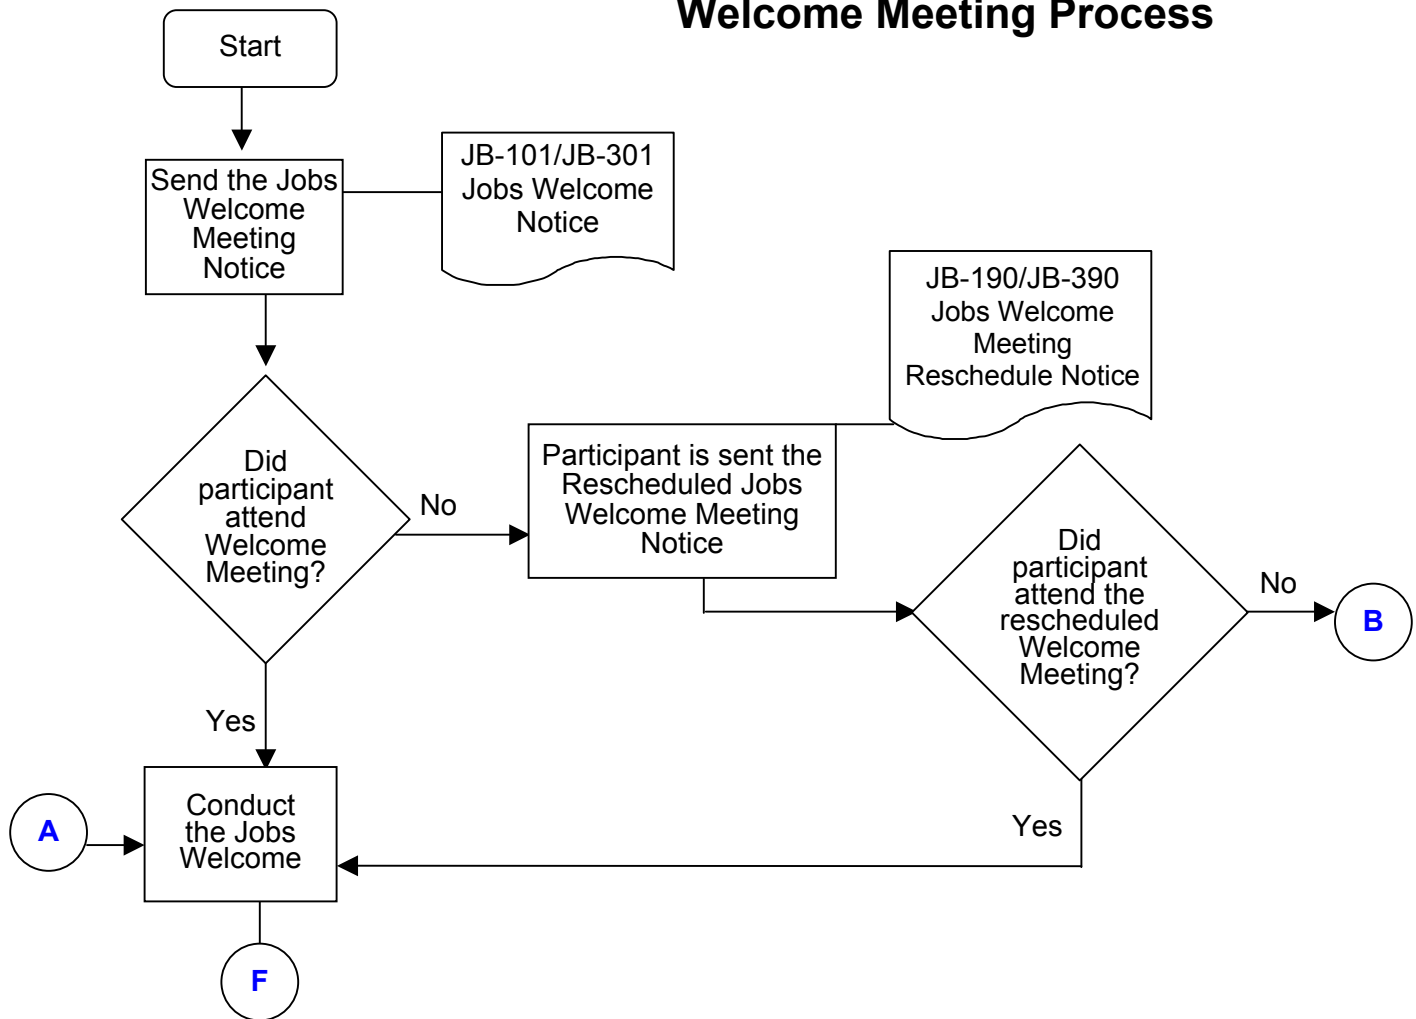 Welcome Meeting Process
Start
Send the Jobs
Welcome
Meeting
Notice
JB-101/JB-301
Jobs Welcome
Notice
JB-190/JB-390
Jobs Welcome
Meeting
Reschedule Notice
Did
participant
attend
Welcome
Meeting?
No
Participant is sent the
Rescheduled Jobs
Welcome Meeting
Notice
Did
participant
attend the
rescheduled
Welcome
Meeting?
No
B
Yes
Yes
A
Conduct
the Jobs
Welcome
F